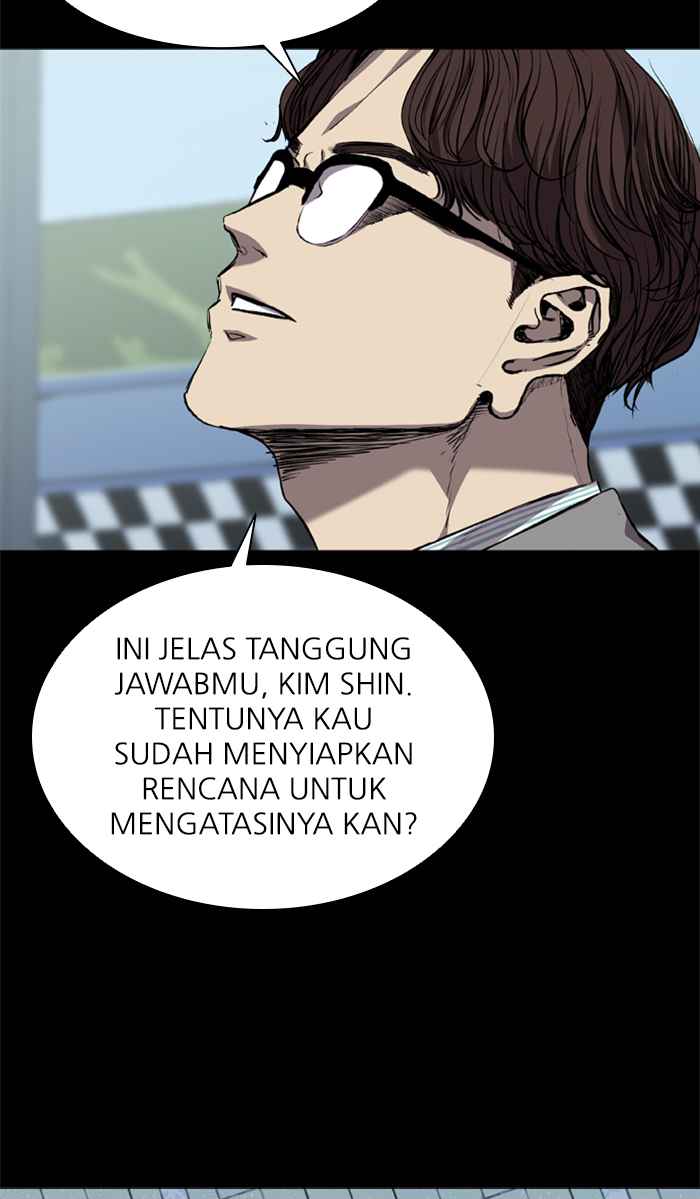 INI JELAS TANGGUNG
JAWABMU, KIM SHIN.
TENTUNYA KAU
SUDAH MENYIAPKAN
RENCANA UNTUK
MENGATASINYA KAN?